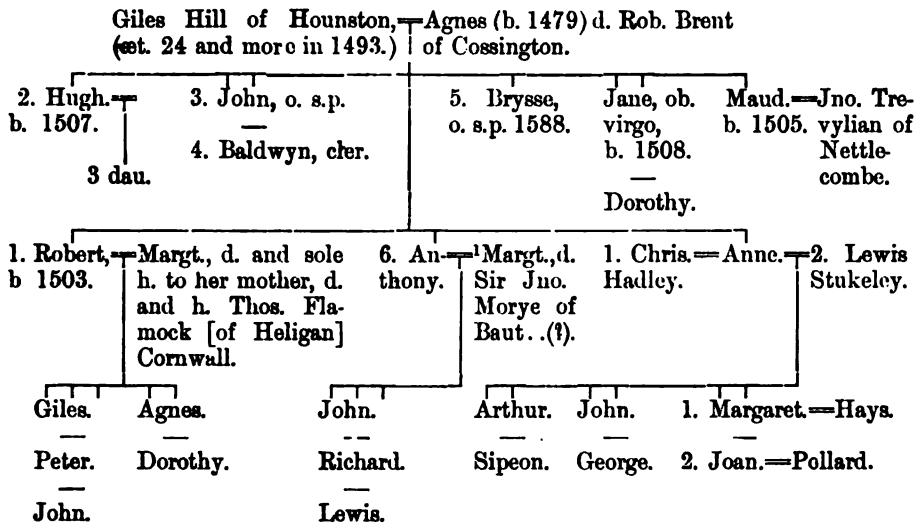 Giles Hill of Hounston,
(æt. 24 and more in 1493.)
Agnes (b. 1479) d. Rob. Brent
of Cossington.
2. Hugh.
b. 1507.
3 dau.
3. John, o. s.p.
4. Baldwyn, cler.
5. Brysse,
o. s.p. 1588.
Jane, ob.
virgo,
b. 1508.
Dorothy.
Maud.
b. 1505.
Jno. Tre-
vylian of
Nettle-
combe.
1. Robert,
b 1503.
Margt., d. and sole
h. to her mother, d.
and h. Thos. Fla-
mock [of Heligan]
Cornwall.
6. An-
thony.
1 Margt., d.
Sir Jno.
Morye of
Baut..(?).
1. Chris.
Hadley.
Anne.
2. Lewis
Stukeley.
Giles.
Peter.
John.
Agnes.
Dorothy.
John.
Richard.
Lewis.
Arthur.
Sipeon.
John.
George.
1. Margaret.=Hays.
2. Joan.=Pollard.